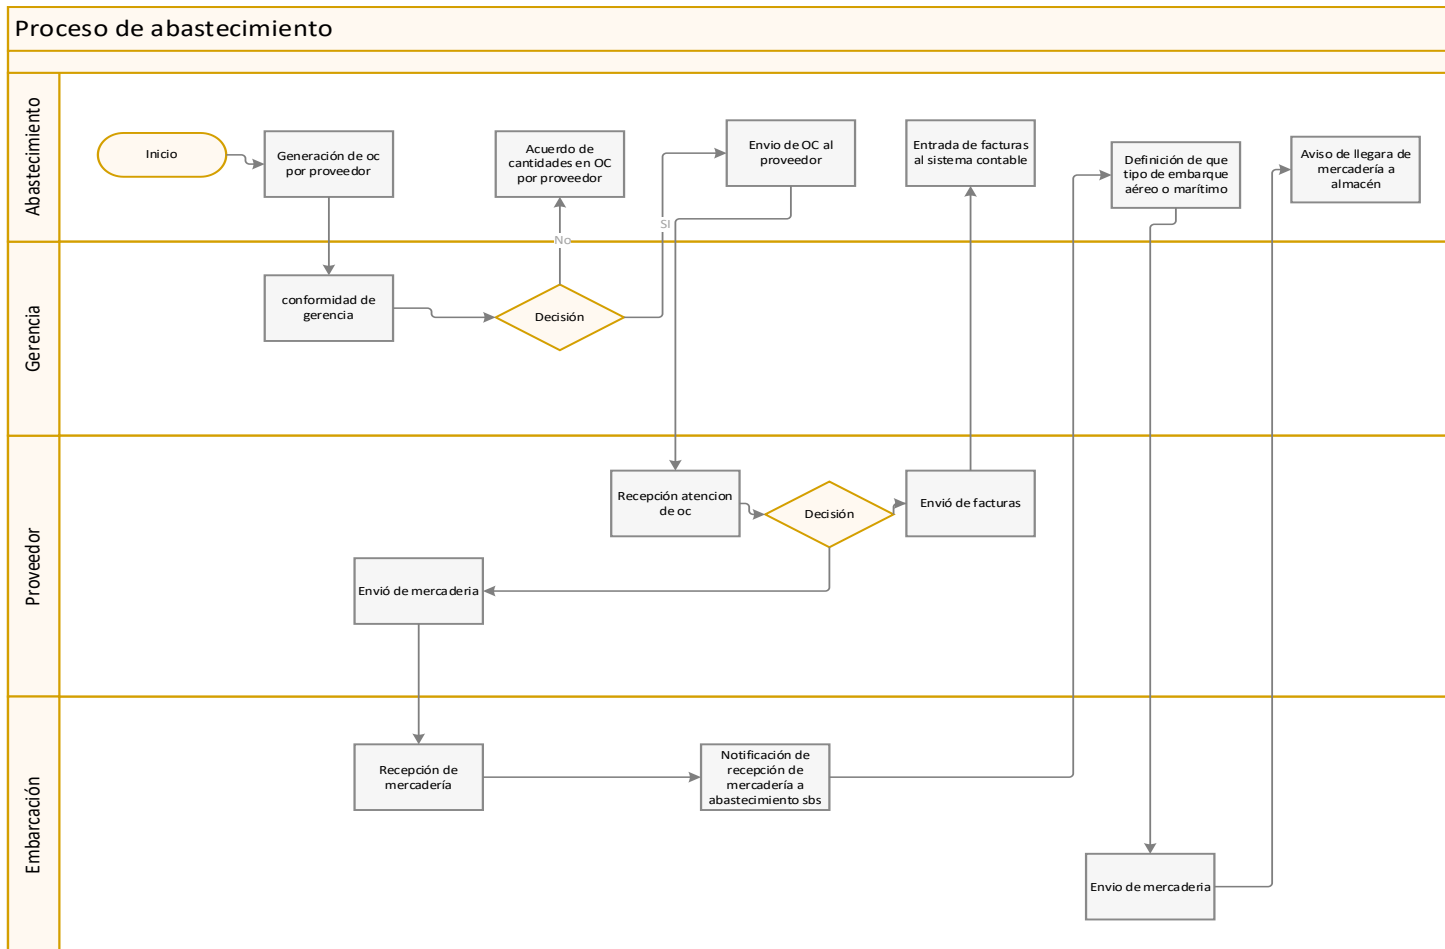 Proceso de abastecimiento
Abastecimiento
Inicio
Generación de oc
por proveedor
Acuerdo de
cantidades en OC
por proveedor
Envio de OC al
proveedor
Entrada de facturas
al sistema contable
Definición de que
tipo de embarque
aéreo o marítimo
Aviso de llegara de
mercadería a
almacén
No
SI
Gerencia
conformidad de
gerencia
Decisión
Proveedor
Recepción atencion
de oc
Decisión
Envió de facturas
Envió de mercaderia
Embarcación
Recepción de
mercadería
Notificación de
recepción de
mercadería a
abastecimiento sbs
Envio de mercaderia